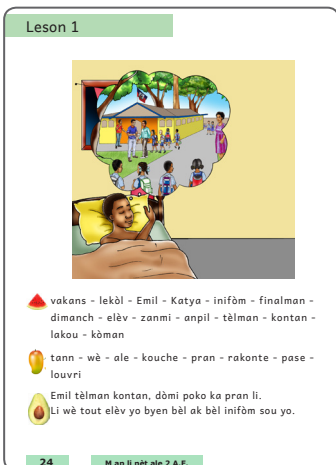 Leson 1
vakans - lekòl - Emil - Katya - inifòm - finalman -
dimanch - elèv - zanmi - anpil - tèlman - kontan -
lakou - kòman
tann - wè - ale - kouche - pran - rakonte - pase -
louvri
Emil tèlman kontan, dòmi poko ka pran li.
Li wè tout elèv yo byen bèl ak bèl inifòm sou yo.
24
M ap li nèt ale 2 A.F.